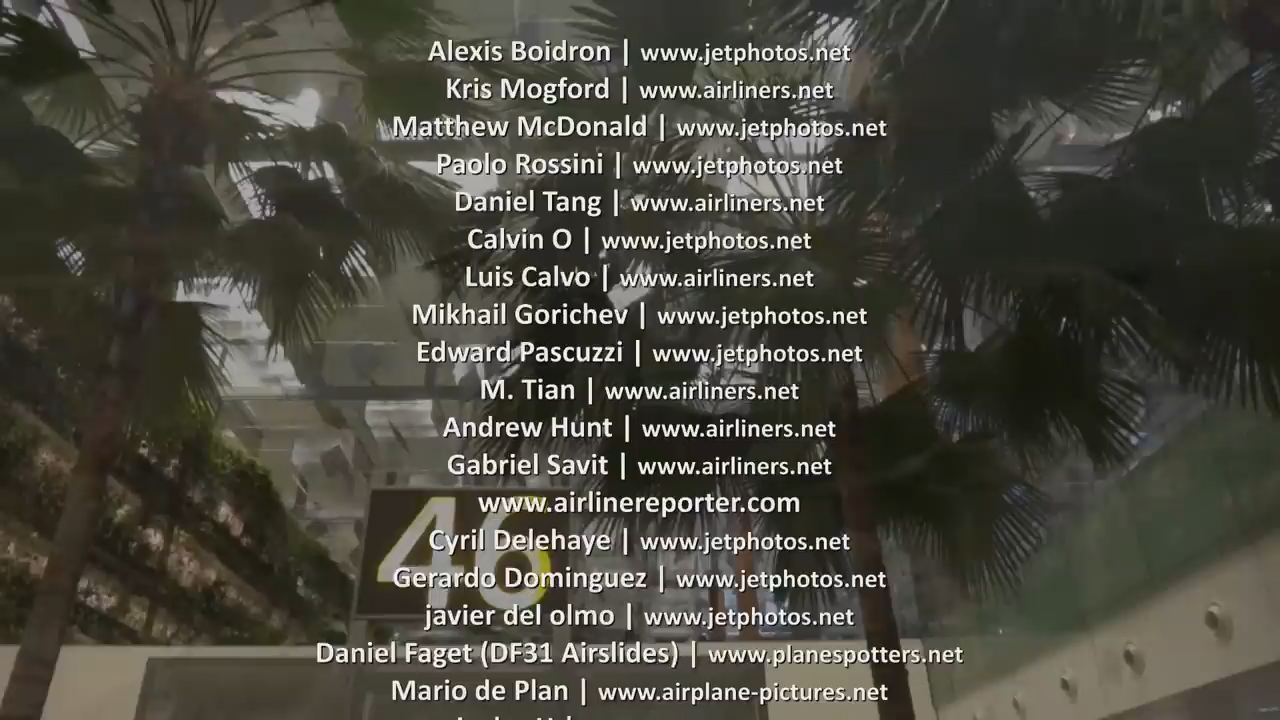 Alexis Boidron | www.jetphotos.net
Kris Mogford | www.airliners.net
Matthew McDonald | www.jetphotos.net
Paolo Rossini | www.jetphotos.net
Daniel Tang | www.airliners.net
Calvin O | www.jetphotos.net
Luis Calvo | www.airliners.net
Mikhail Gorichev | www.jetphotos.net
Edward Pascuzzi | www.jetphotos.net
M. Tian | www.airliners.net
Andrew Hunt | www.airliners.net
Gabriel Savit | www.airliners.net
www.airlinereporter.com
46
Cyril Delehaye | www.jetphotos.net
Gerardo Dominguez | www.jetphotos.net
javier del olmo | www.jetphotos.net
Daniel Faget (DF31 Airslides) | www.planespotters.net
Mario de Plan | www.airplane-pictures.net